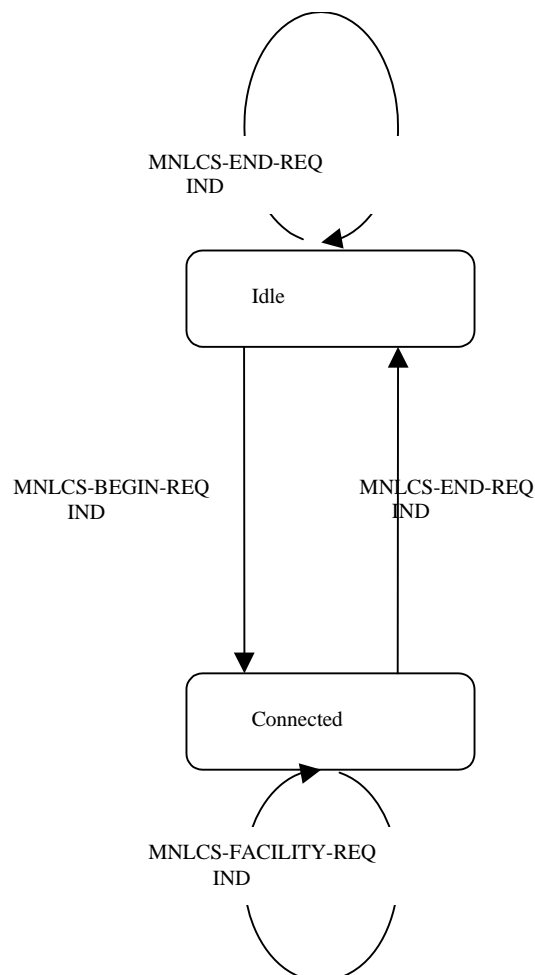 MNLCS-END-REQ
IND
Idle
MNLCS-BEGIN-REQ
IND
MNLCS-END-REQ
IND
Connected
MNLCS-FACILITY-REQ
IND